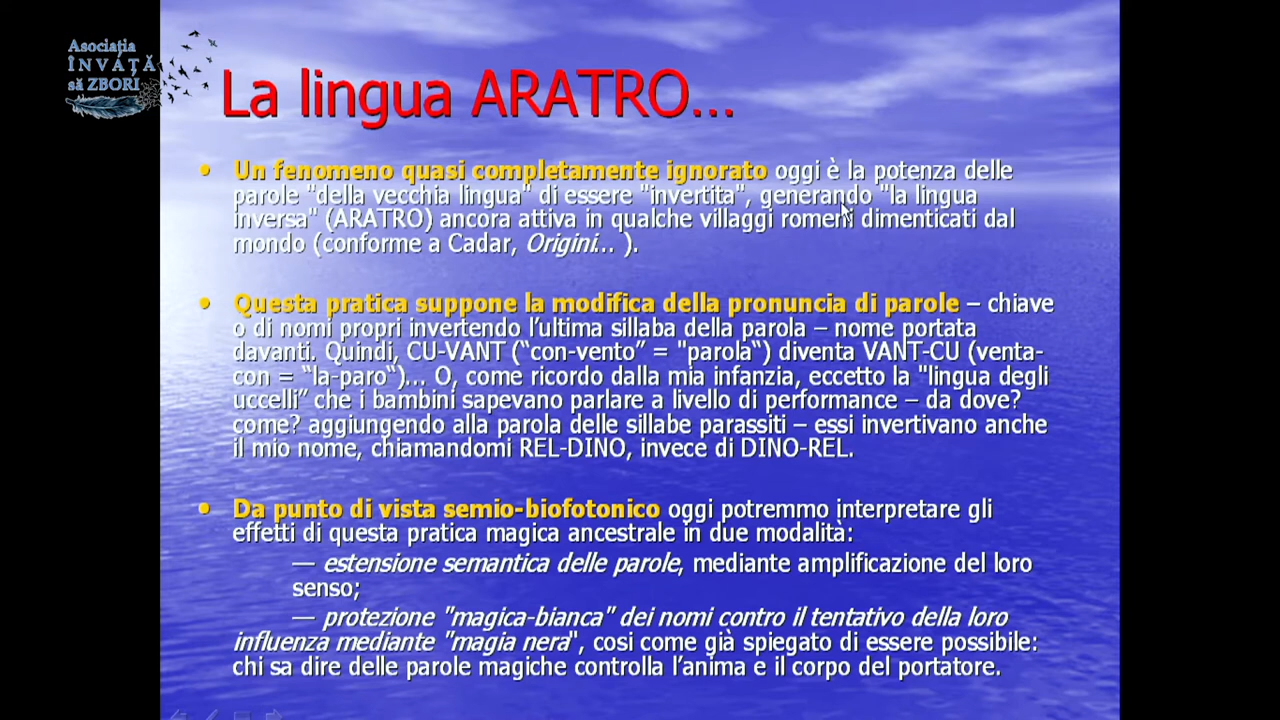 Asociația
ÎNVAȚĂ
să ZBORI
La lingua ARATRO...
• Un fenomeno quasi completamente ignorato oggi è la potenza delle
parole "della vecchia lingua" di essere "invertita", generando "la lingua
inversa" (ARATRO) ancora attiva in qualche villaggi romeni dimenticati dal
mondo (conforme a Cadar, Origini... ).
• Questa pratica suppone la modifica della pronuncia di parole – chiave
o di nomi propri invertendo l’ultima sillaba della parola – nome portata
davanti. Quindi, CU-VANT (“con-vento” = "parola“) diventa VANT-CU (venta-
con = “la-paro“)... O, come ricordo dalla mia infanzia, eccetto la "lingua degli
uccelli” che i bambini sapevano parlare a livello di performance – da dove?
come? aggiungendo alla parola delle sillabe parassiti – essi invertivano anche
il mio nome, chiamandomi REL-DINO, invece di DINO-REL.
• Da punto di vista semio-biofotonico oggi potremmo interpretare gli
effetti di questa pratica magica ancestrale in due modalità:
— estensione semantica delle parole, mediante amplificazione del loro
senso;
— protezione "magica-bianca" dei nomi contro il tentativo della loro
influenza mediante "magia nera", cosi come già spiegato di essere possibile:
chi sa dire delle parole magiche controlla l’anima e il corpo del portatore.